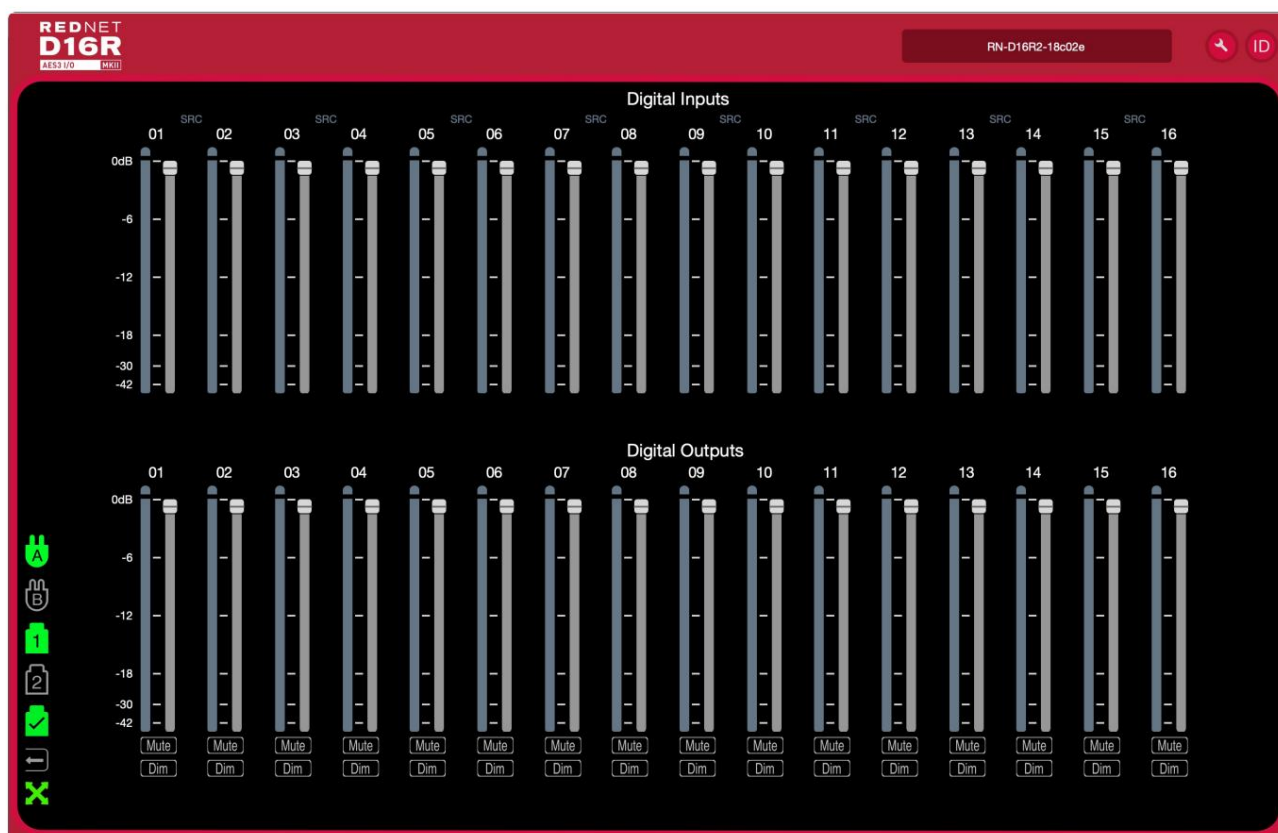 REDNET
D16R
AES3 I/O MKII
RN-D16R2-18c02e
ID
Digital Inputs
SRC SRC SRC SRC SRC SRC SRC SRC
01 02 03 04 05 06 07 08 09 10 11 12 13 14 15 16
0dB
-6
-12
-18
-30
-42
Digital Outputs
01 02 03 04 05 06 07 08 09 10 11 12 13 14 15 16
0dB
-6
-12
-18
-30
-42
Mute Mute Mute Mute Mute Mute Mute Mute Mute Mute Mute Mute Mute Mute Mute Mute
Dim Dim Dim Dim Dim Dim Dim Dim Dim Dim Dim Dim Dim Dim Dim Dim
A
B
1
2